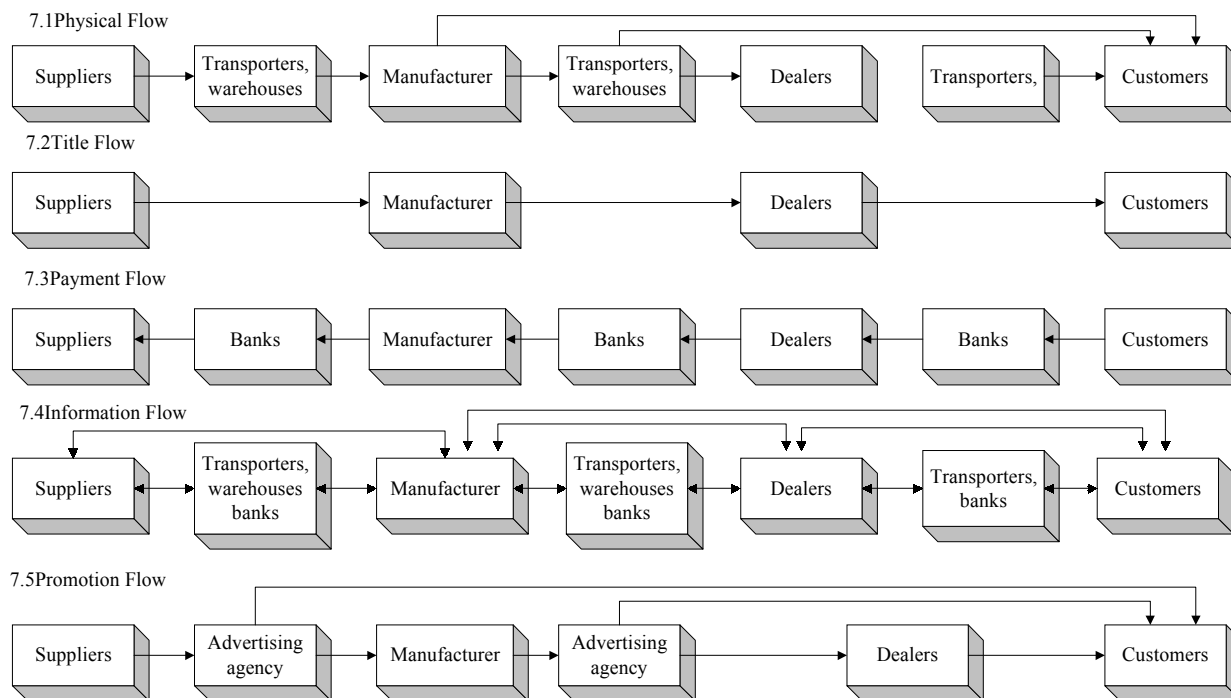 7.1Physical Flow
Suppliers
Transporters,
warehouses
Manufacturer
Transporters,
warehouses
Dealers
Transporters,
Customers
7.2Title Flow
Suppliers
Manufacturer
Dealers
Customers
7.3Payment Flow
Suppliers
Banks
Manufacturer
Banks
Dealers
Banks
Customers
7.4Information Flow
Suppliers
Transporters,
warehouses
banks
Manufacturer
Transporters,
warehouses
banks
Dealers
Transporters,
banks
Customers
7.5Promotion Flow
Suppliers
Advertising
agency
Manufacturer
Advertising
agency
Dealers
Customers